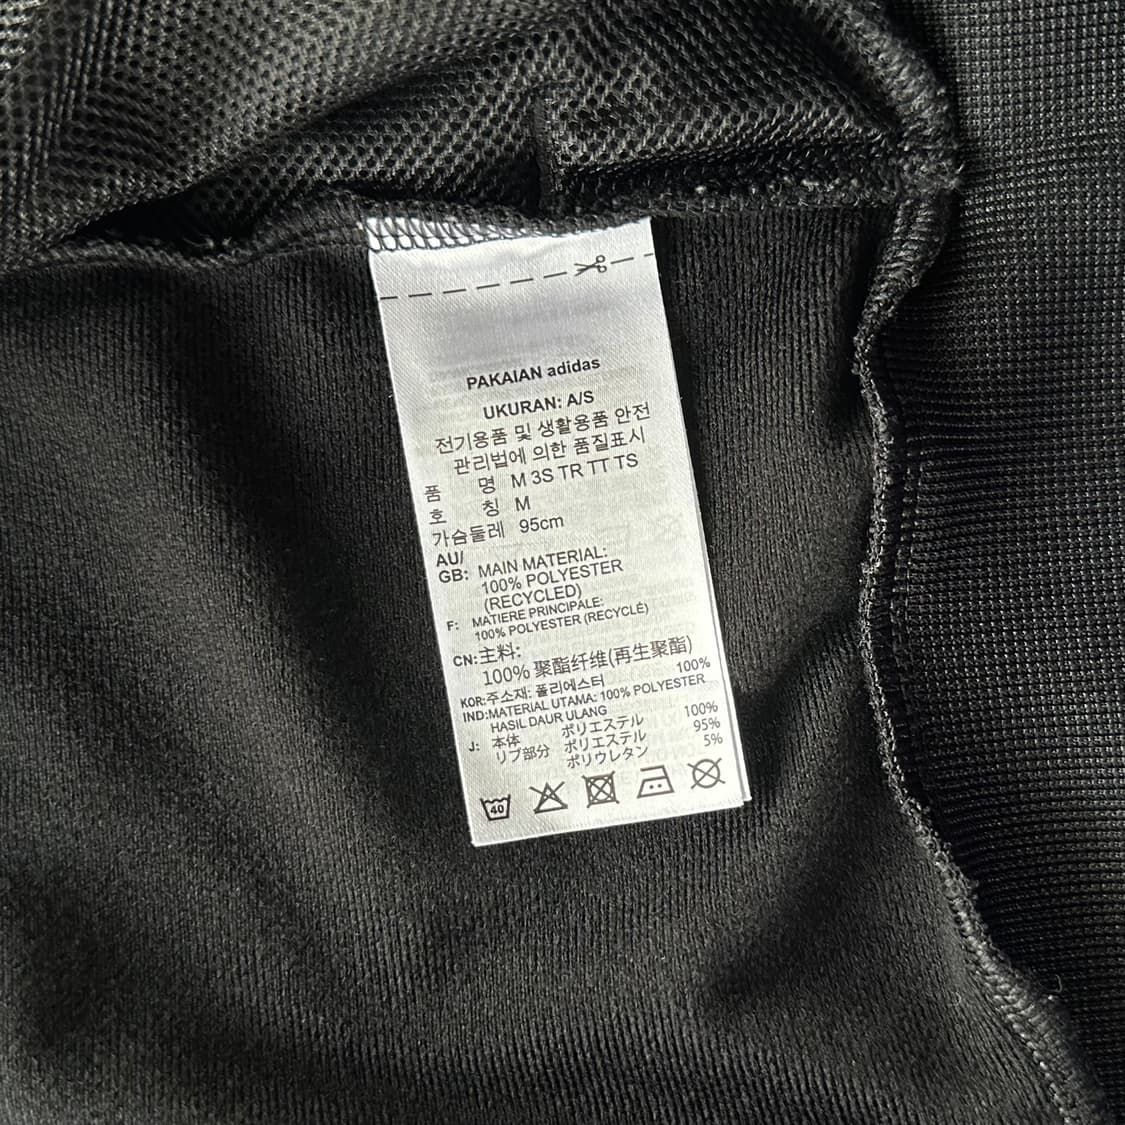 PAKAIAN adidas
UKURAN: A/S
전기용품 및 생활용품 안전
관리법에 의한 품질표시
품 명 M 3S TR TT TS
호 칭 M
가슴둘레 95cm
AU/
GB: MAIN MATERIAL:
100% POLYESTER
(RECYCLED)
F: MATIERE PRINCIPALE:
100% POLYESTER (RECYCLÉ)
CN:主料:
100% 聚酯纤维(再生聚酯)
KOR:주소재: 폴리에스터 100%
IND:MATERIAL UTAMA: 100% POLYESTER
HASIL DAUR ULANG
J: 本体 ポリエステル 100%
リブ部分 ポリエステル 95%
ポリウレタン 5%
40